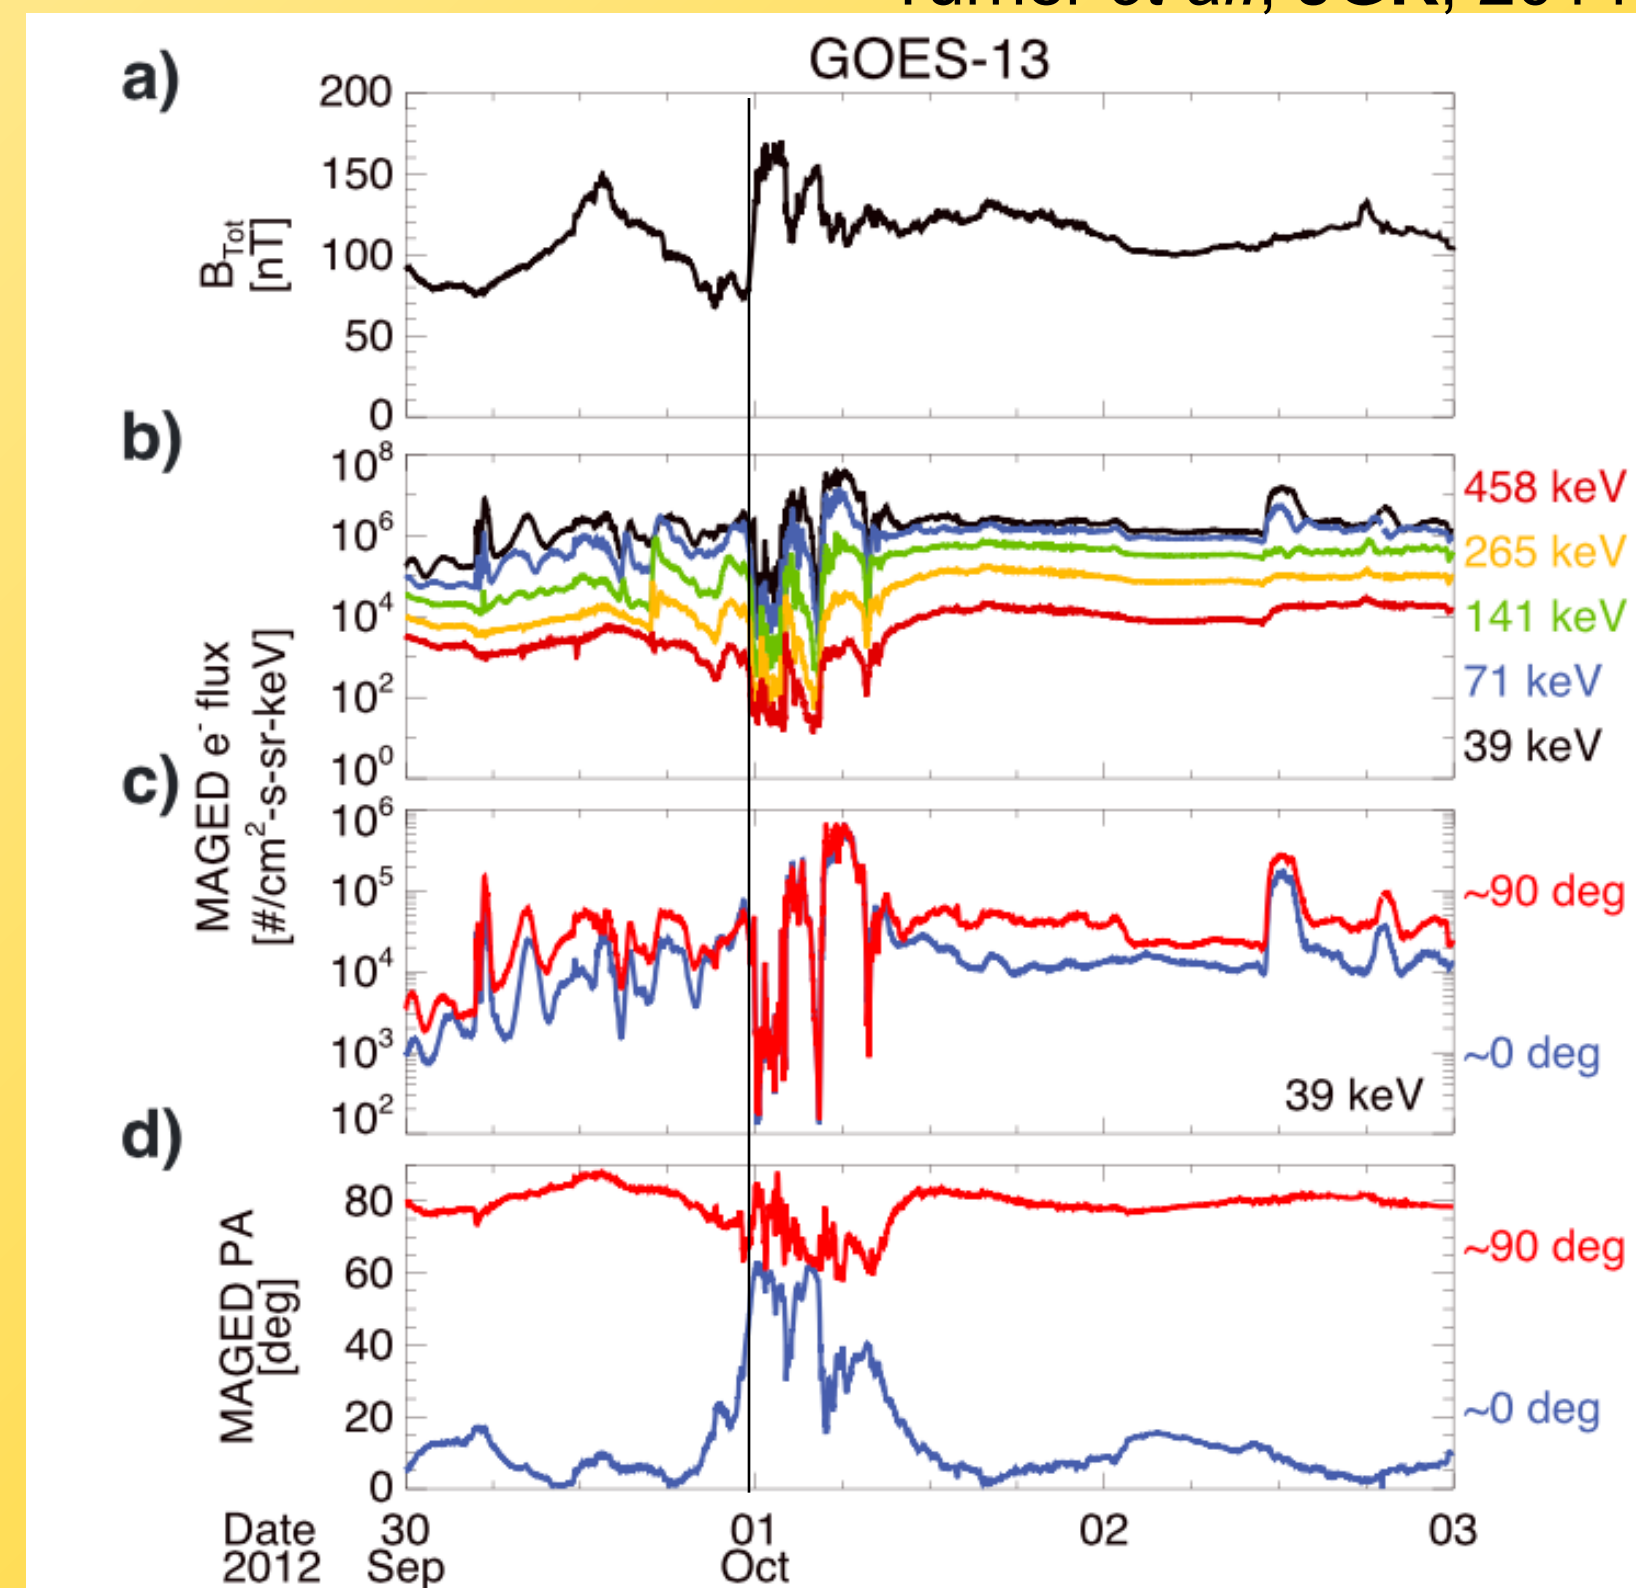 GOES-13
a)
200
150
100
50
0
B_Tot
[nT]
b)
10^8
10^6
10^4
10^2
10^0
458 keV
265 keV
141 keV
71 keV
39 keV
MAGED e^- flux
[#/cm^2-s-sr-keV]
c)
10^6
10^5
10^4
10^3
10^2
~90 deg
~0 deg
39 keV
d)
80
60
40
20
0
MAGED PA
[deg]
~90 deg
~0 deg
Date 30 01 02 03
2012 Sep Oct